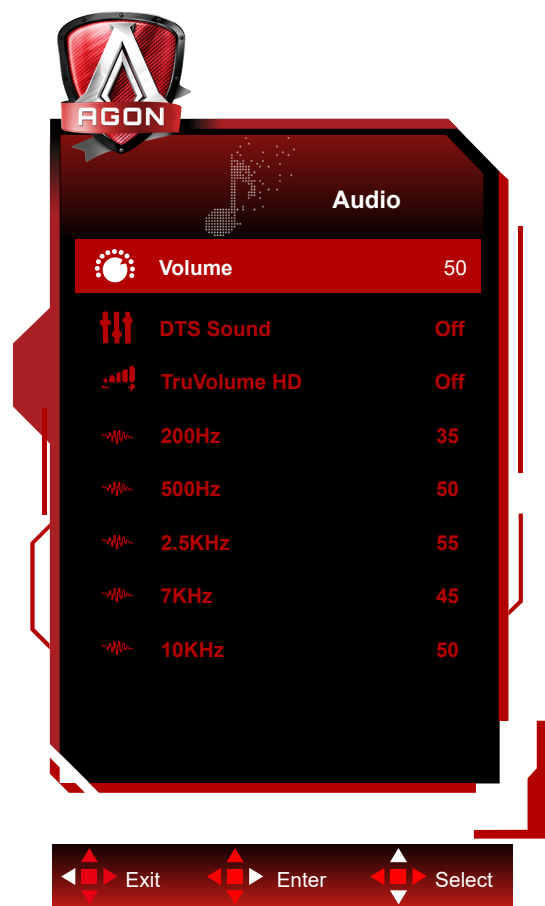 AGON
Audio
Volume 50
DTS Sound Off
TruVolume HD Off
200Hz 35
500Hz 50
2.5KHz 55
7KHz 45
10KHz 50
Exit Enter Select